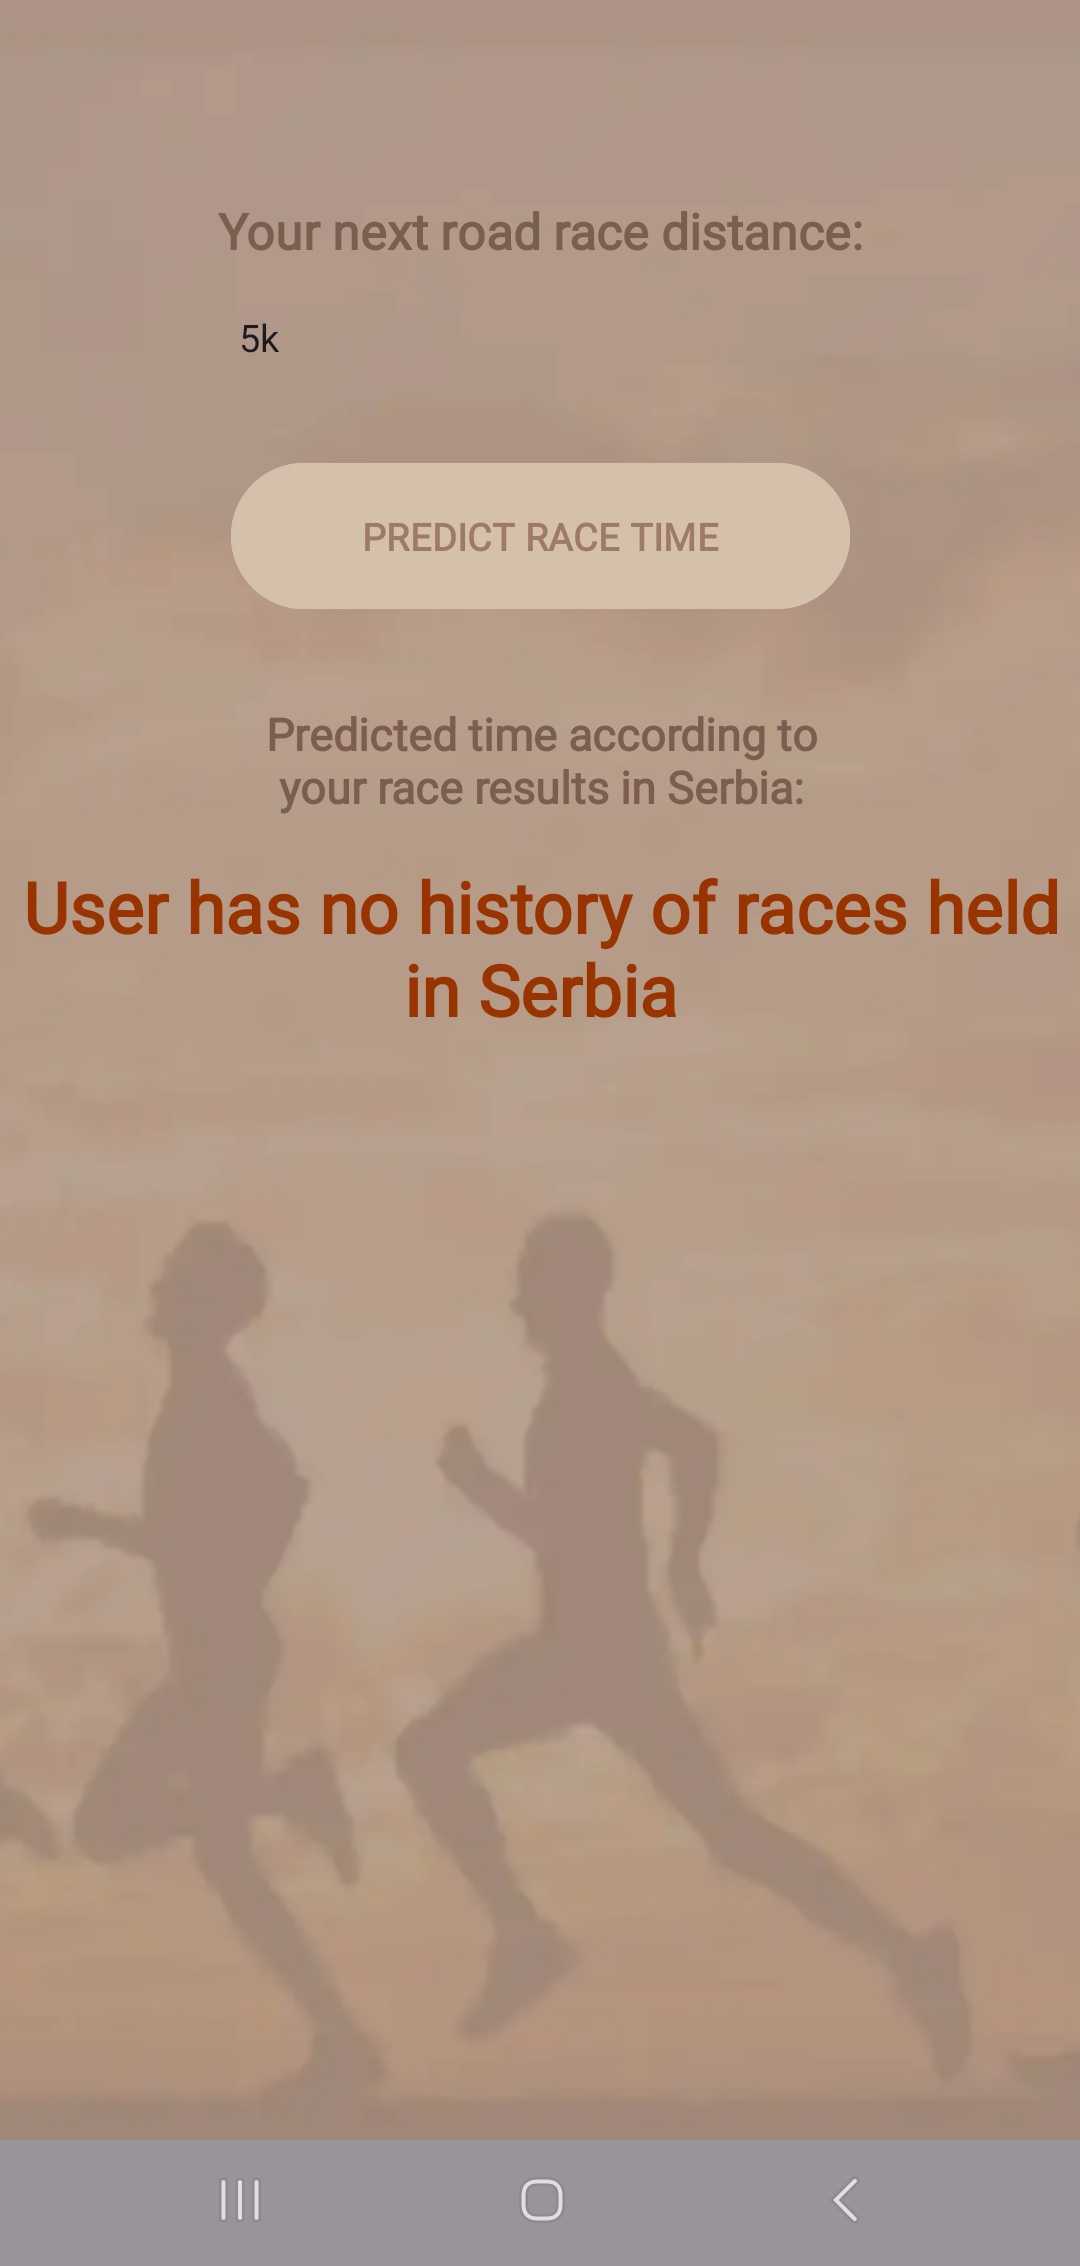 Your next road race distance:
5k
PREDICT RACE TIME
Predicted time according to
your race results in Serbia:
User has no history of races held
in Serbia